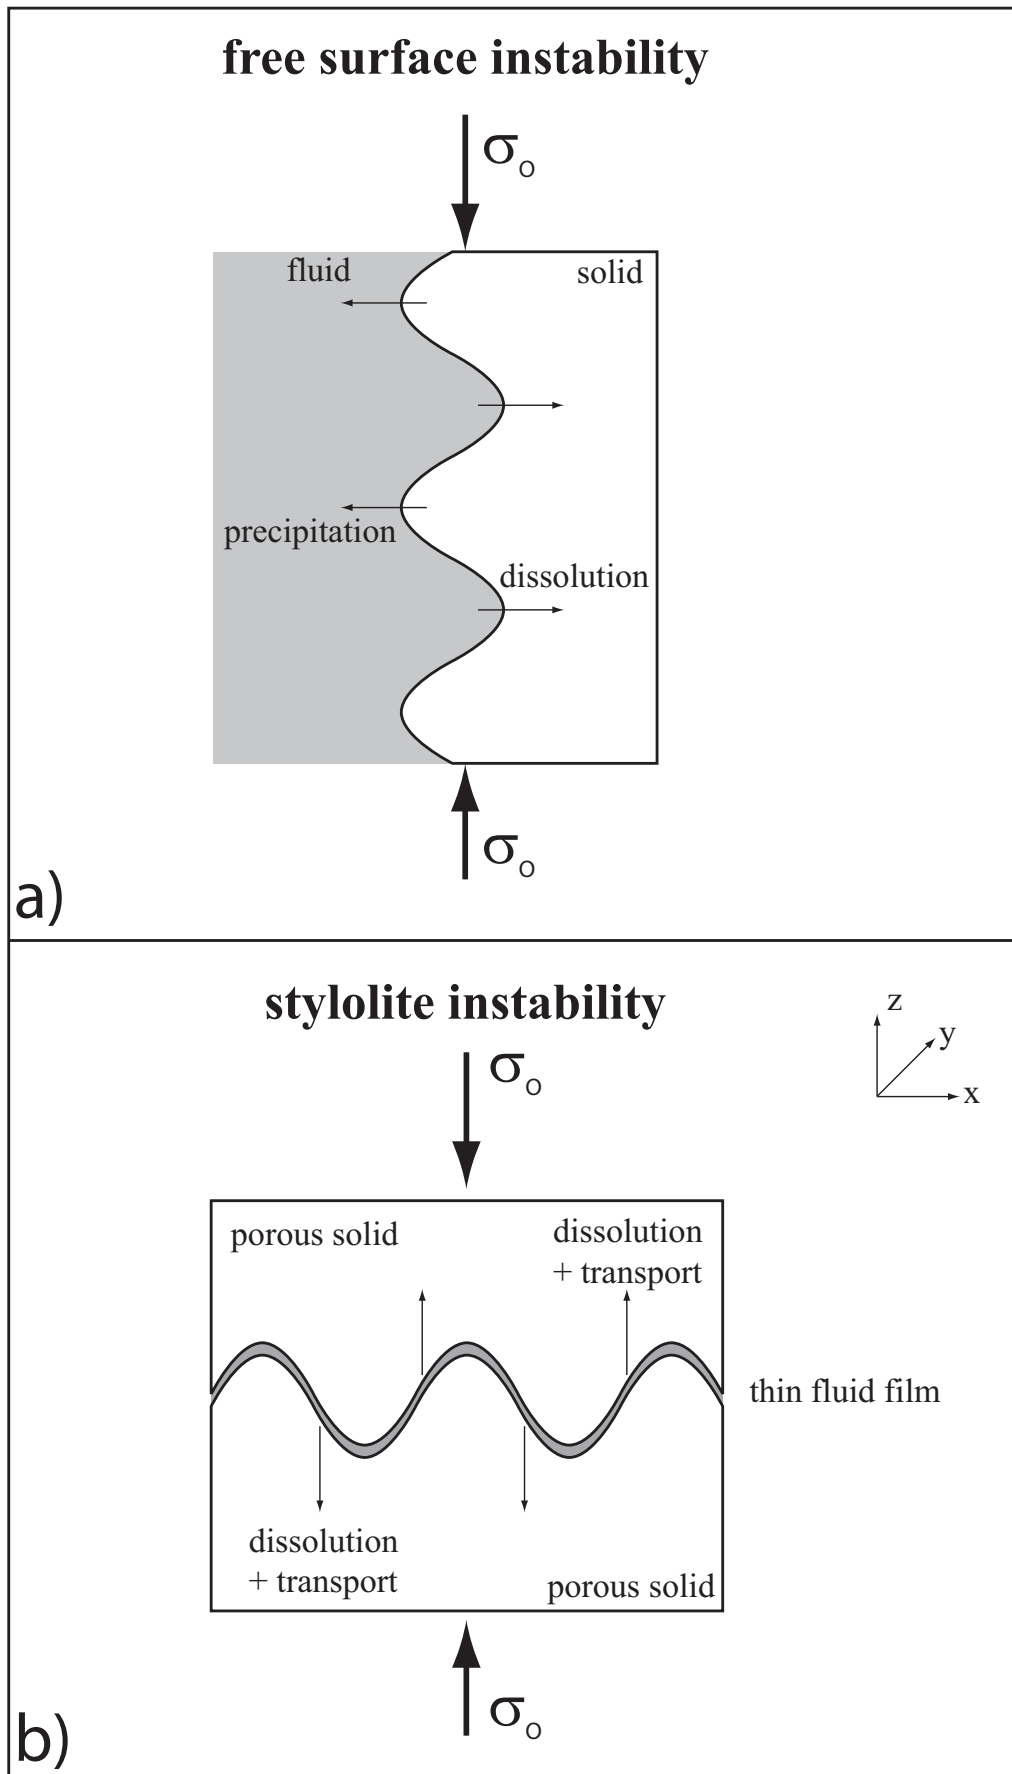 free surface instability
σo
fluid
solid
precipitation
dissolution
σo
a)
stylolite instability
z
y
x
σo
porous solid
dissolution
+ transport
thin fluid film
dissolution
+ transport
porous solid
σo
b)